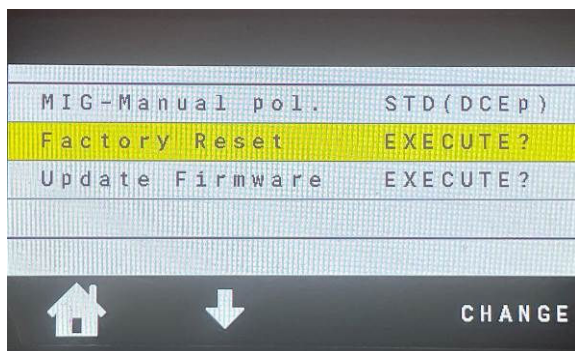 MIG-Manual pol. STD(DCEp)
Factory Reset EXECUTE?
Update Firmware EXECUTE?
CHANGE